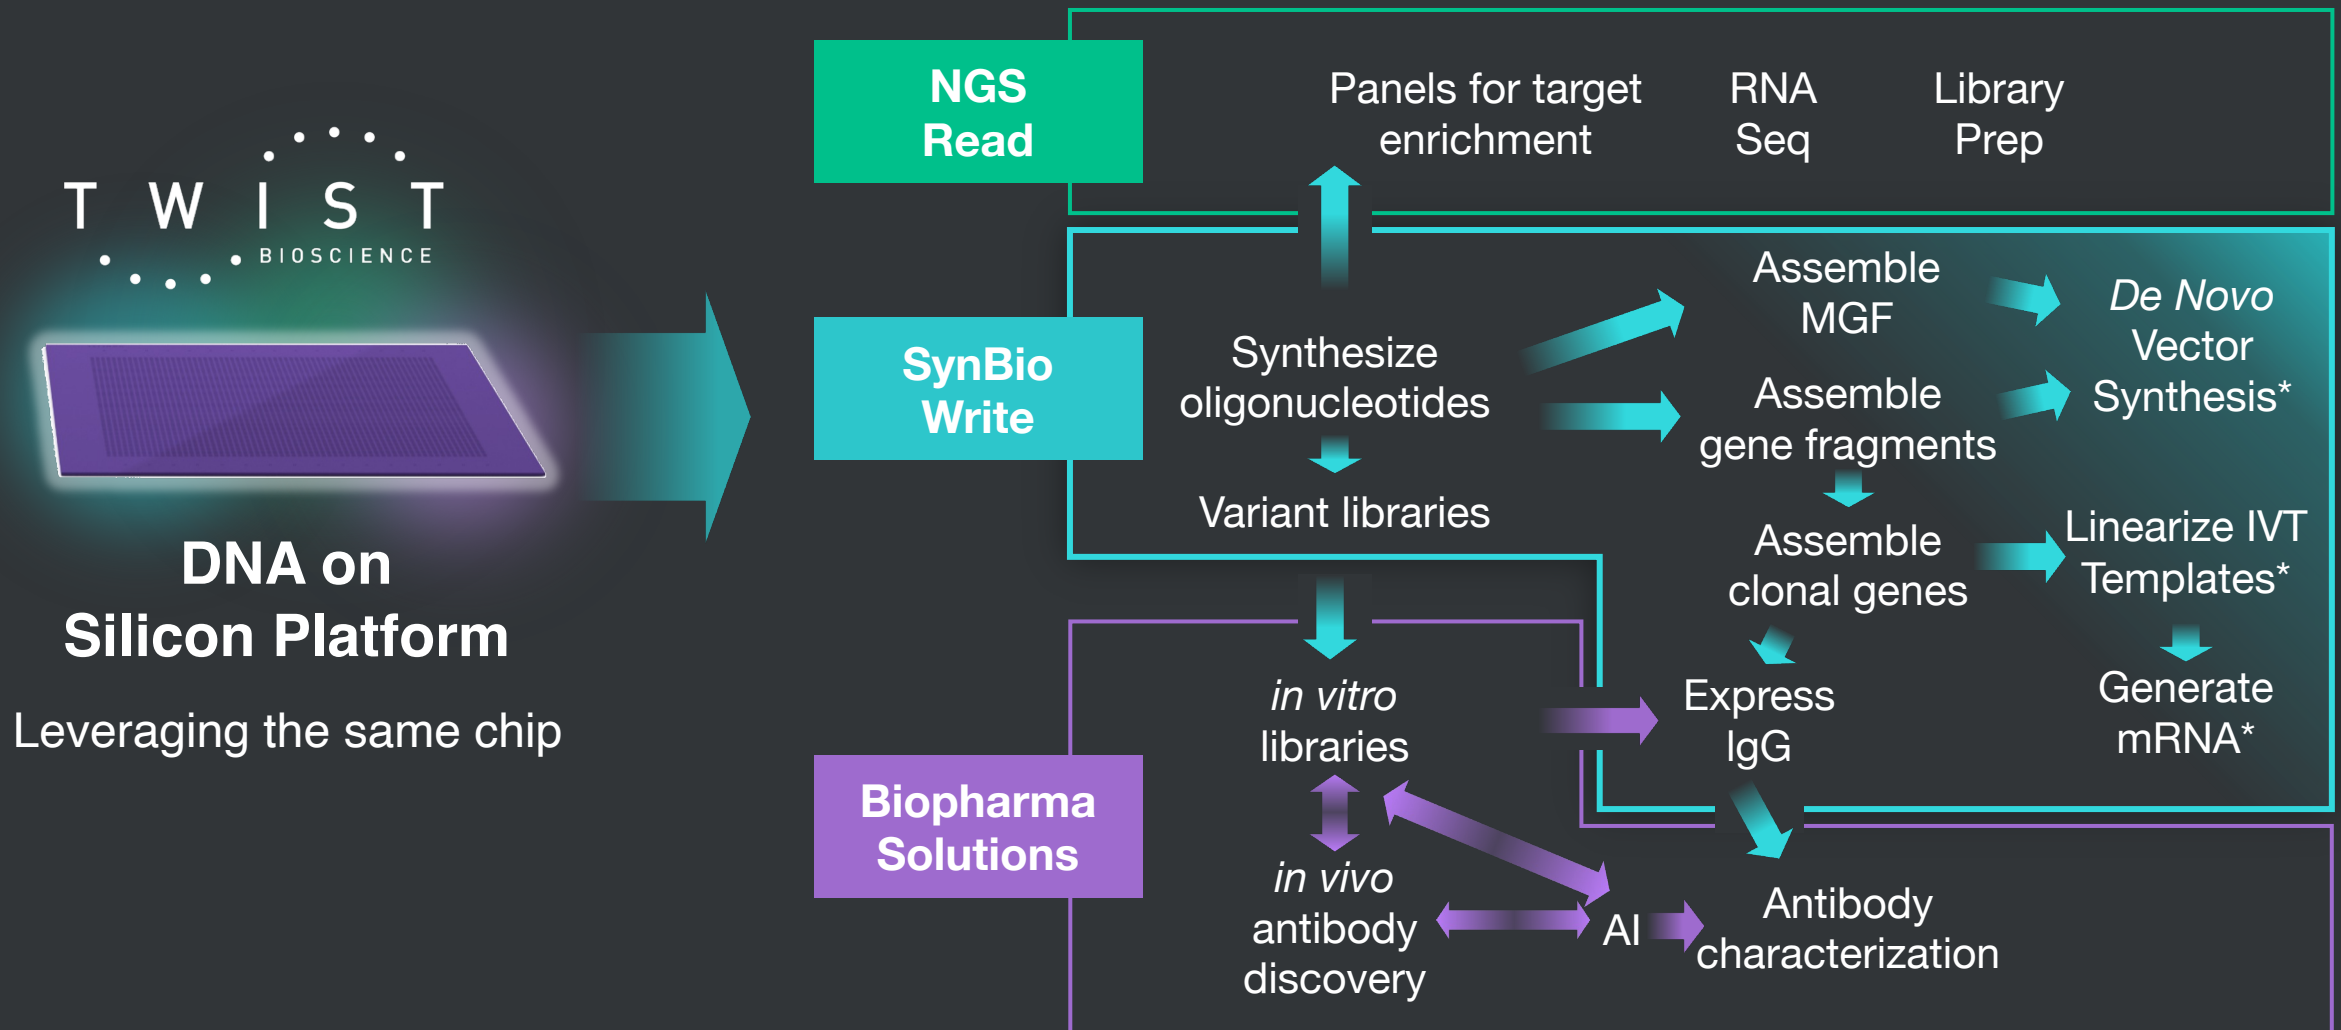 TWIST
BIOSCIENCE
DNA on
Silicon Platform
Leveraging the same chip
NGS
Read
Panels for target
enrichment
RNA
Seq
Library
Prep
SynBio
Write
Synthesize
oligonucleotides
Variant libraries
Assemble
MGF
Assemble
gene fragments
Assemble
clonal genes
Express
IgG
De Novo
Vector
Synthesis*
Linearize IVT
Templates*
Generate
mRNA*
Biopharma
Solutions
in vitro
libraries
in vivo
antibody
discovery
AI
Antibody
characterization